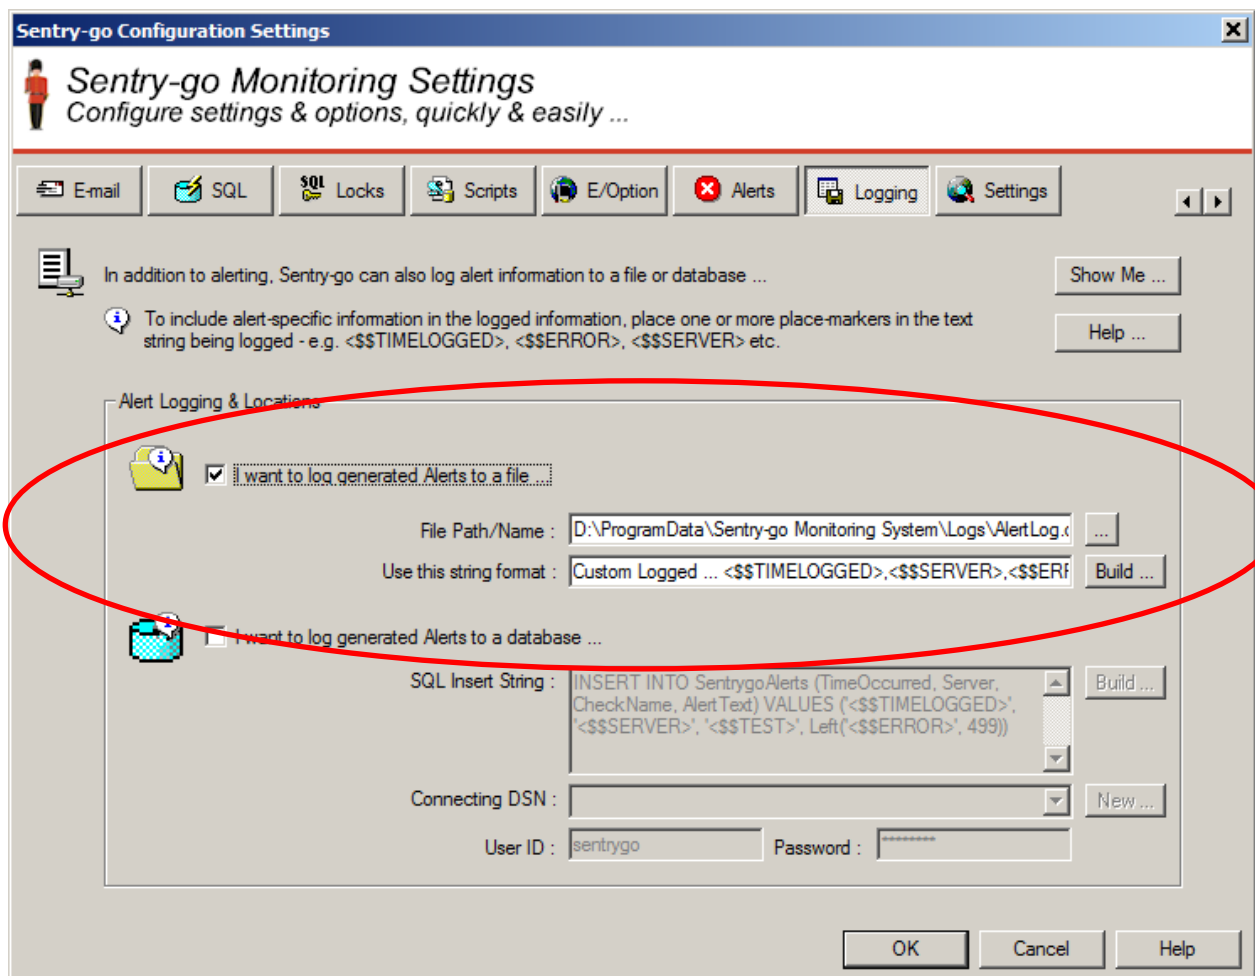 Sentry-go Configuration Settings
Sentry-go Monitoring Settings
Configure settings & options, quickly & easily ...
E-mail
SQL
SQL Locks
Scripts
E/Option
Alerts
Logging
Settings
In addition to alerting, Sentry-go can also log alert information to a file or database ...
Show Me ...
To include alert-specific information in the logged information, place one or more place-markers in the text
string being logged - e.g. <$$TIMELOGGED>, <$$ERROR>, <$$SERVER> etc.
Help ...
Alert Logging & Locations
I want to log generated Alerts to a file ...
File Path/Name : D:\ProgramData\Sentry-go Monitoring System\Logs\AlertLog. ...
Use this string format : Custom Logged ... <$$TIMELOGGED>,<$$SERVER>,<$$ERR Build ...
I want to log generated Alerts to a database ...
SQL Insert String : INSERT INTO SentrygoAlerts (TimeOccurred, Server, Build ...
CheckName, AlertText) VALUES ('<$$TIMELOGGED>',
'<$$SERVER>', '<$$TEST>', Left('<$$ERROR>', 499))
Connecting DSN : New ...
User ID : sentrygo Password : ********
OK Cancel Help